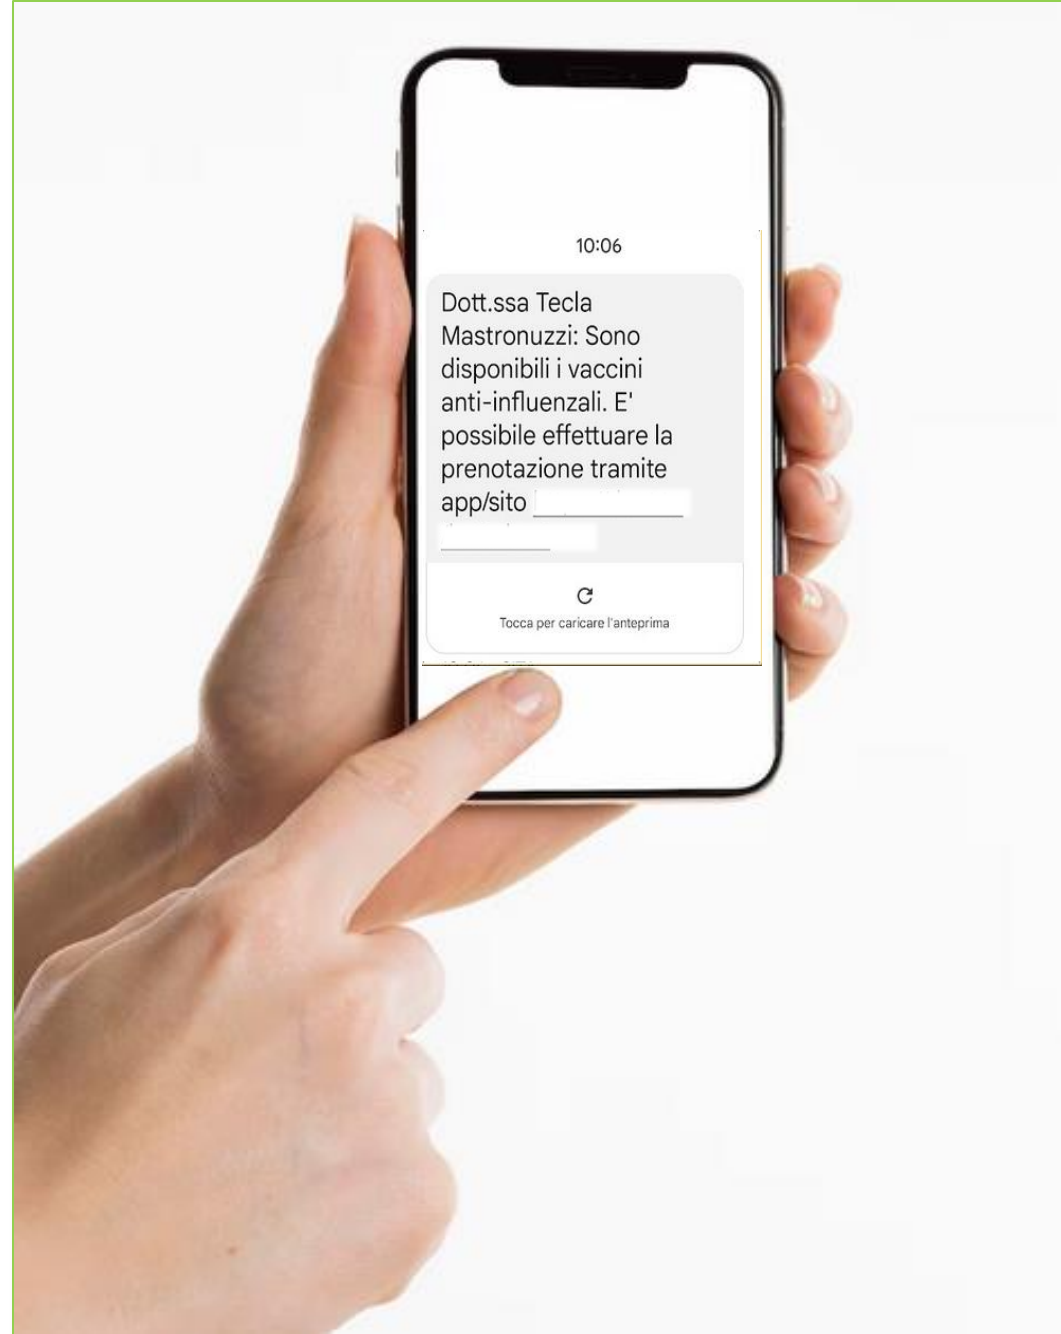 10:06
Dott.ssa Tecla
Mastronuzzi: Sono
disponibili i vaccini
anti-influenzali. E'
possibile effettuare la
prenotazione tramite
app/sito
Tocca per caricare l'anteprima